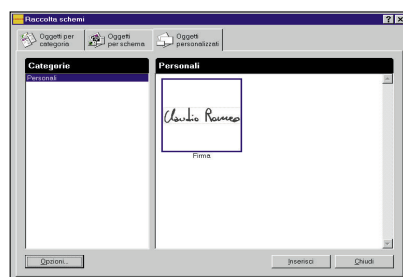 Raccolta schemi
Oggetti per categoria
Oggetti per schema
Oggetti personalizzati
Categorie
Personali
Personali
Claudio Romeo
Firma
Opzioni...
Inserisci
Chiudi